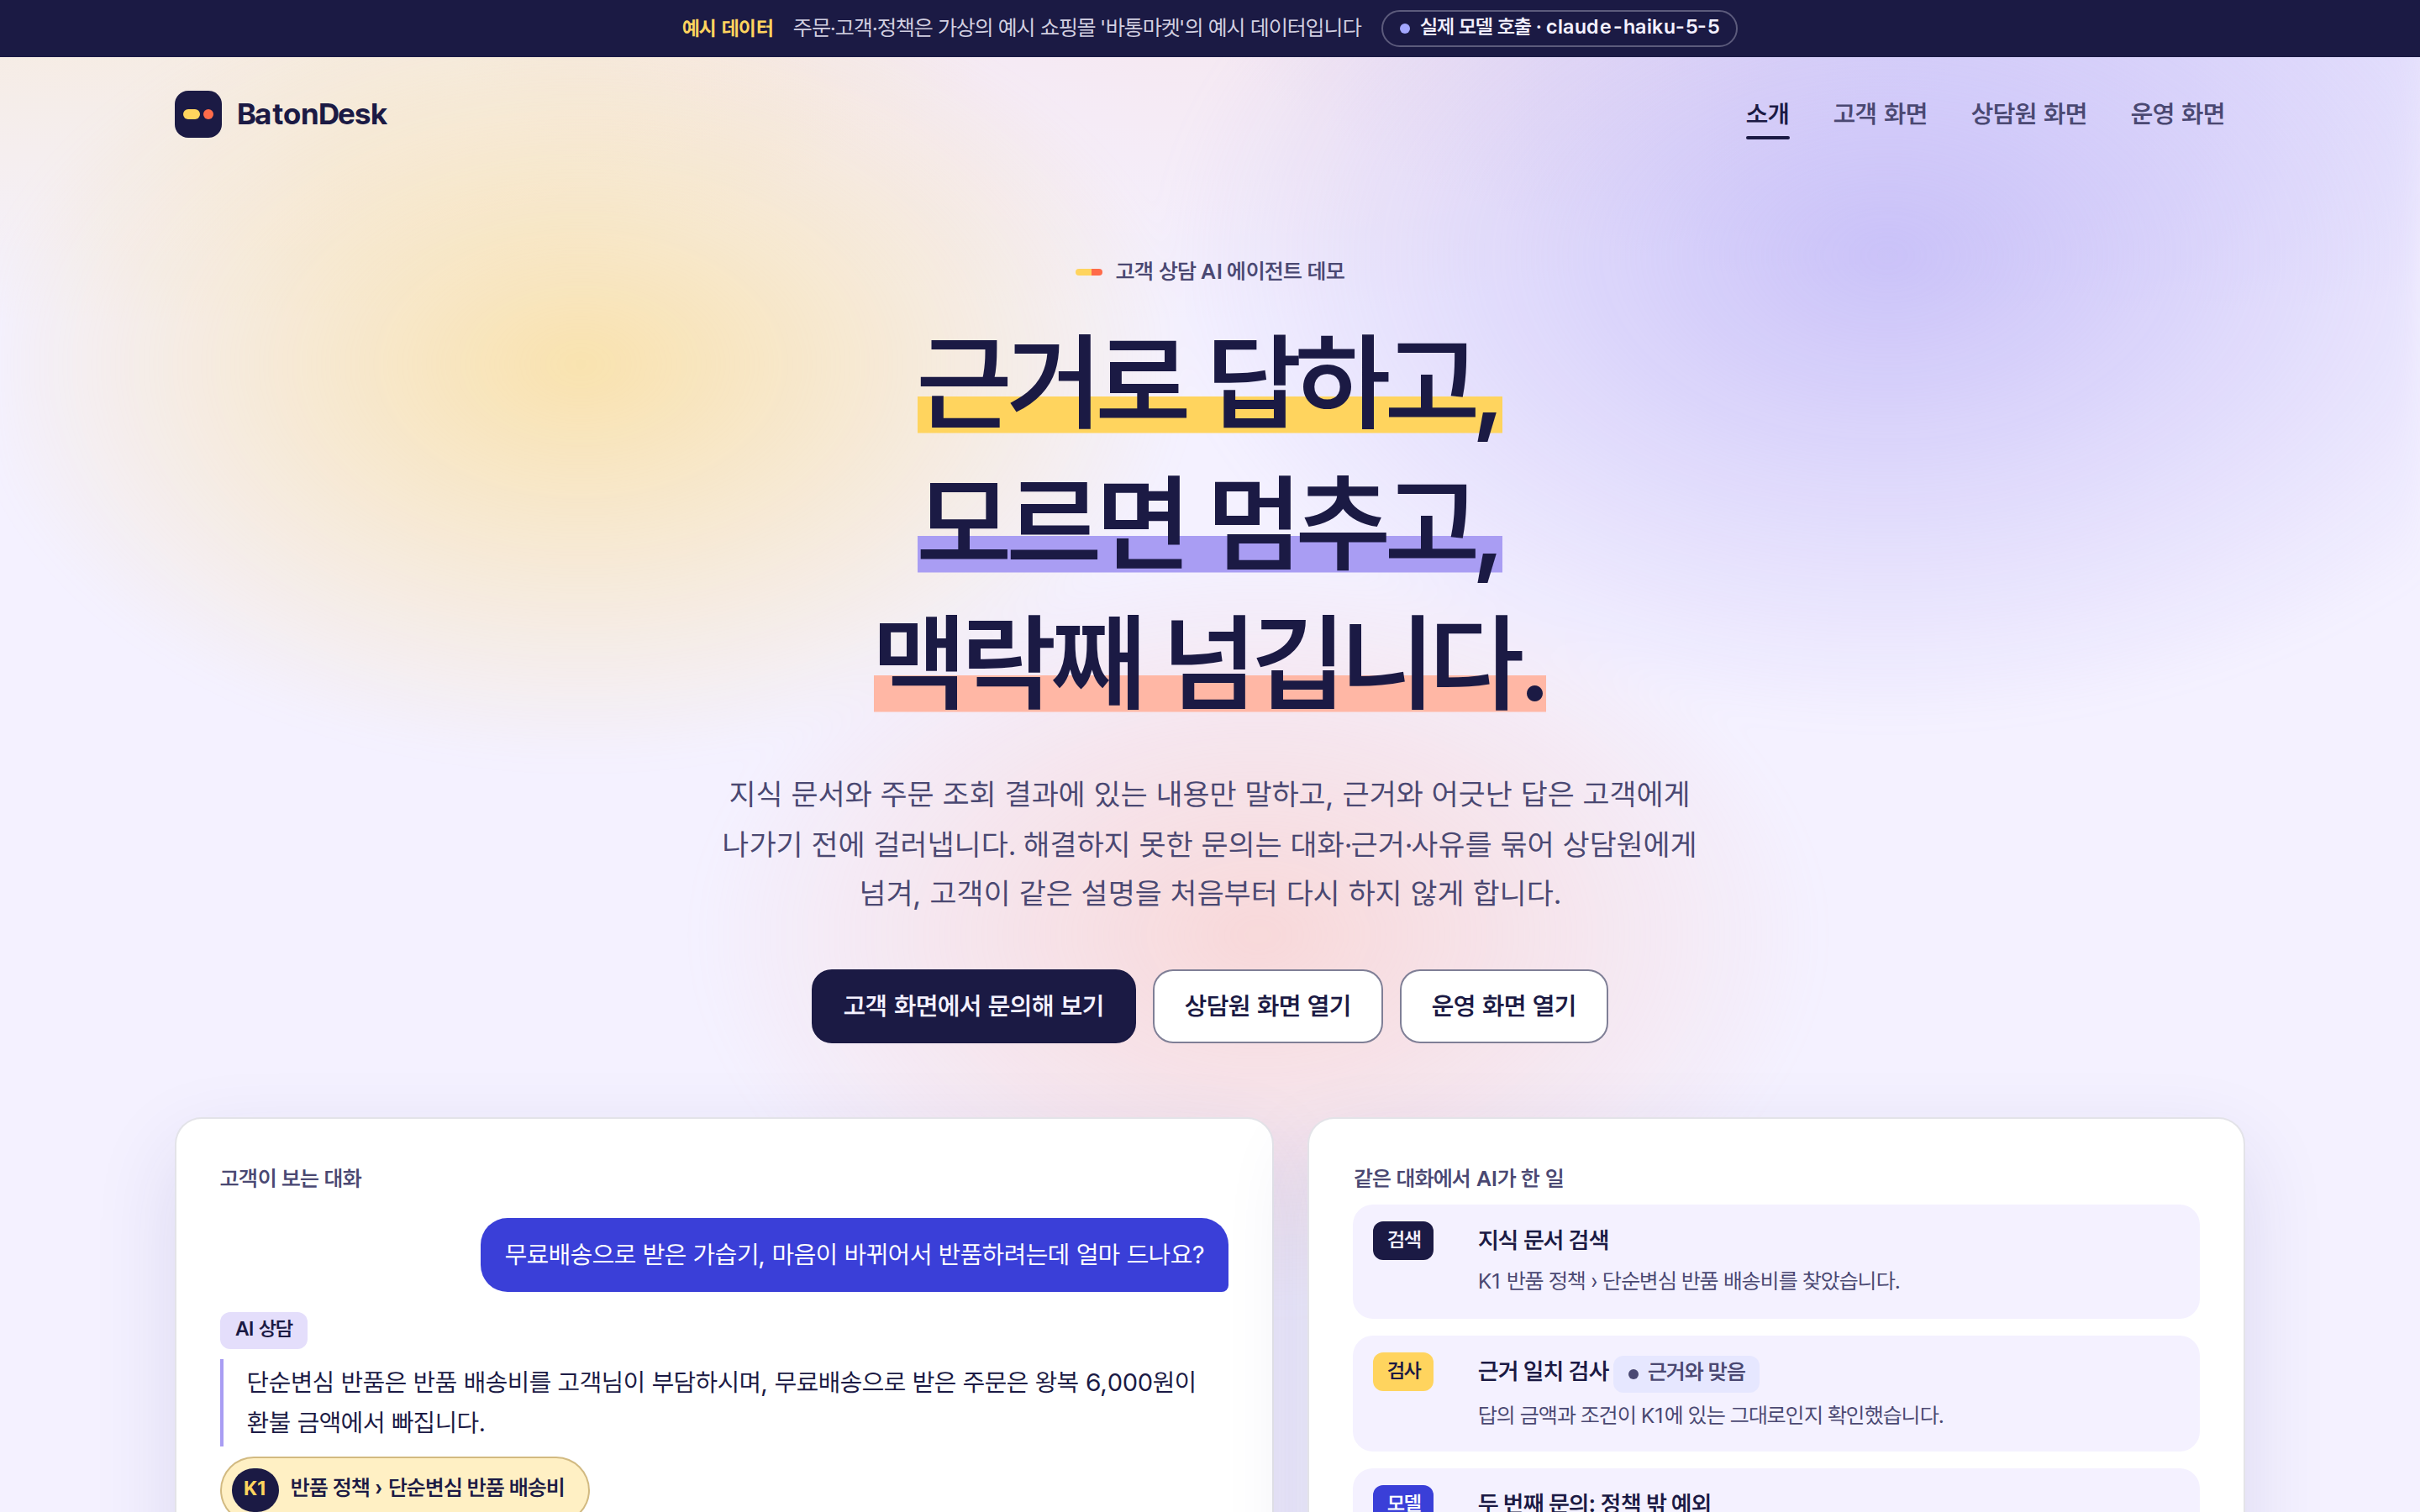 예시 데이터 주문·고객·정책은 가상의 예시 쇼핑몰 '바통마켓'의 예시 데이터입니다 실제 모델 호출 · claude-haiku-5-5
BatonDesk 소개 고객 화면 상담원 화면 운영 화면
고객 상담 AI 에이전트 데모
근거로 답하고,
모르면 멈추고,
맥락째 넘깁니다.
지식 문서와 주문 조회 결과에 있는 내용만 말하고, 근거와 어긋난 답은 고객에게
나가기 전에 걸러냅니다. 해결하지 못한 문의는 대화·근거·사유를 묶어 상담원에게
넘겨, 고객이 같은 설명을 처음부터 다시 하지 않게 합니다.
고객 화면에서 문의해 보기 상담원 화면 열기 운영 화면 열기
고객이 보는 대화
무료배송으로 받은 가습기, 마음이 바뀌어서 반품하려는데 얼마 드나요?
AI 상담
단순변심 반품은 반품 배송비를 고객님이 부담하시며, 무료배송으로 받은 주문은 왕복 6,000원이
환불 금액에서 빠집니다.
K1 반품 정책 › 단순변심 반품 배송비
같은 대화에서 AI가 한 일
검색 지식 문서 검색
K1 반품 정책 › 단순변심 반품 배송비를 찾았습니다.
검사 근거 일치 검사 근거와 맞음
답의 금액과 조건이 K1에 있는 그대로인지 확인했습니다.
모델 두 번째 문의: 정책 밖 예외